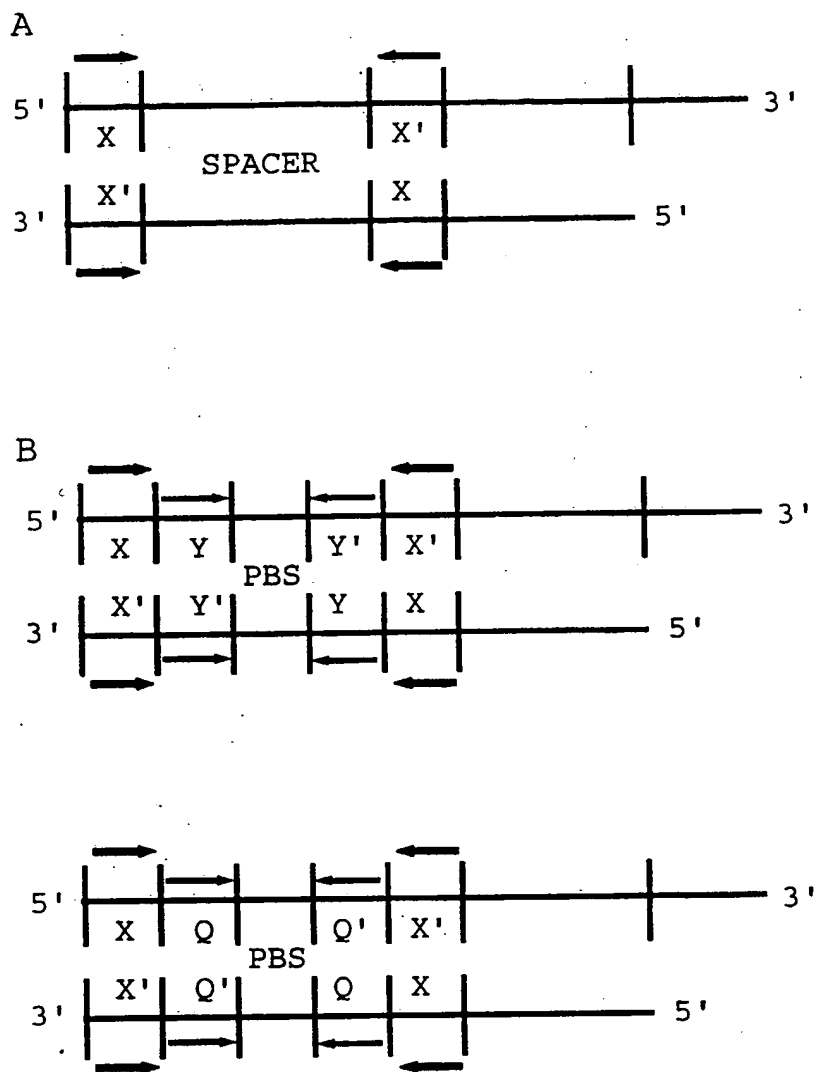 A
5' 3'
X X'
SPACER
X' X
3' 5'
B
5' 3'
X Y Y' X'
PBS
X' Y' Y X
3' 5'
5' 3'
X Q Q' X'
PBS
X' Q' Q X
3' 5'